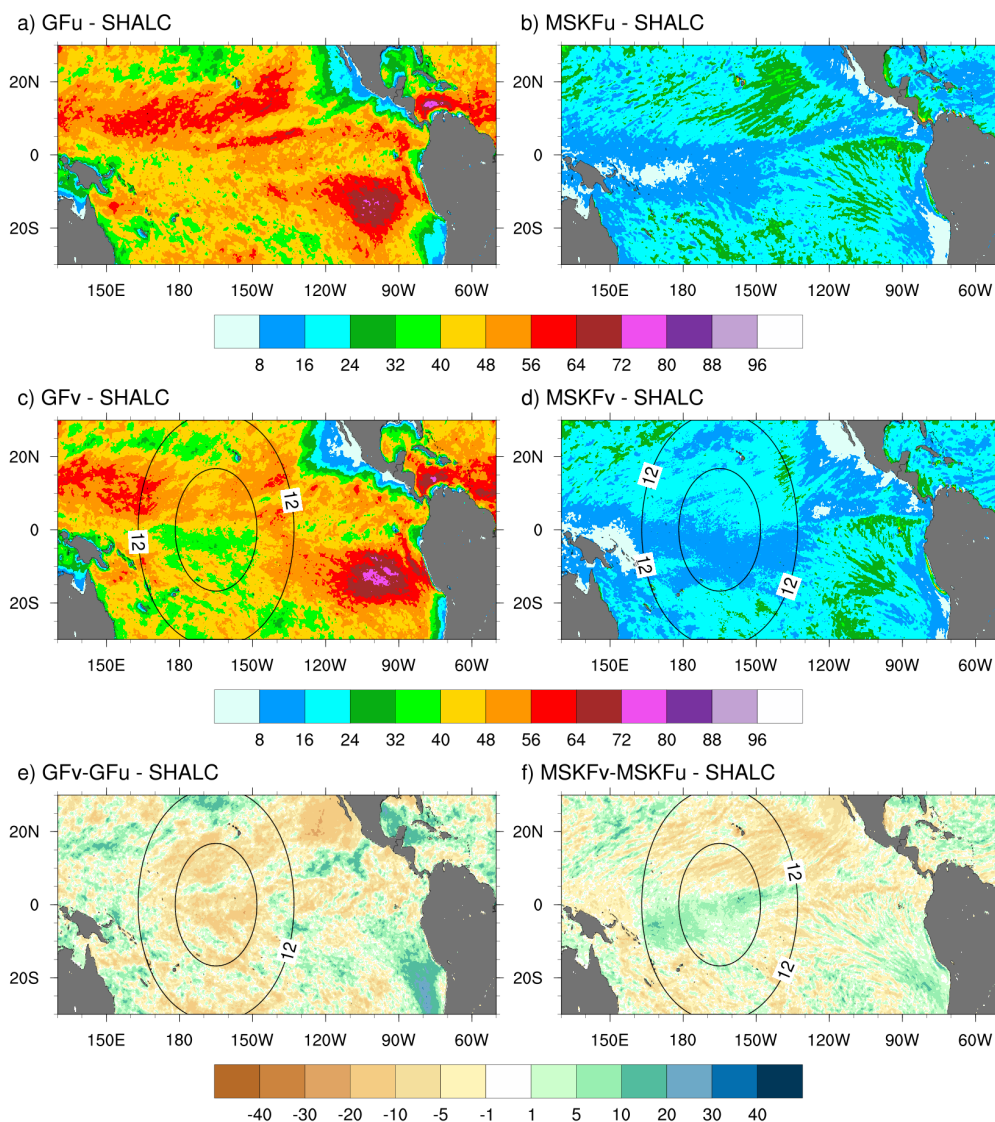 a) GFu - SHALC
b) MSKFu - SHALC
20N
0
20S
150E 180 150W 120W 90W 60W
20N
0
20S
150E 180 150W 120W 90W 60W
8 16 24 32 40 48 56 64 72 80 88 96
c) GFv - SHALC
d) MSKFv - SHALC
20N
0
20S
12
12
150E 180 150W 120W 90W 60W
20N
0
20S
12
12
12
150E 180 150W 120W 90W 60W
8 16 24 32 40 48 56 64 72 80 88 96
e) GFv-GFu - SHALC
f) MSKFv-MSKFu - SHALC
20N
0
20S
12
150E 180 150W 120W 90W 60W
20N
0
20S
12
12
150E 180 150W 120W 90W 60W
-40 -30 -20 -10 -5 -1 1 5 10 20 30 40